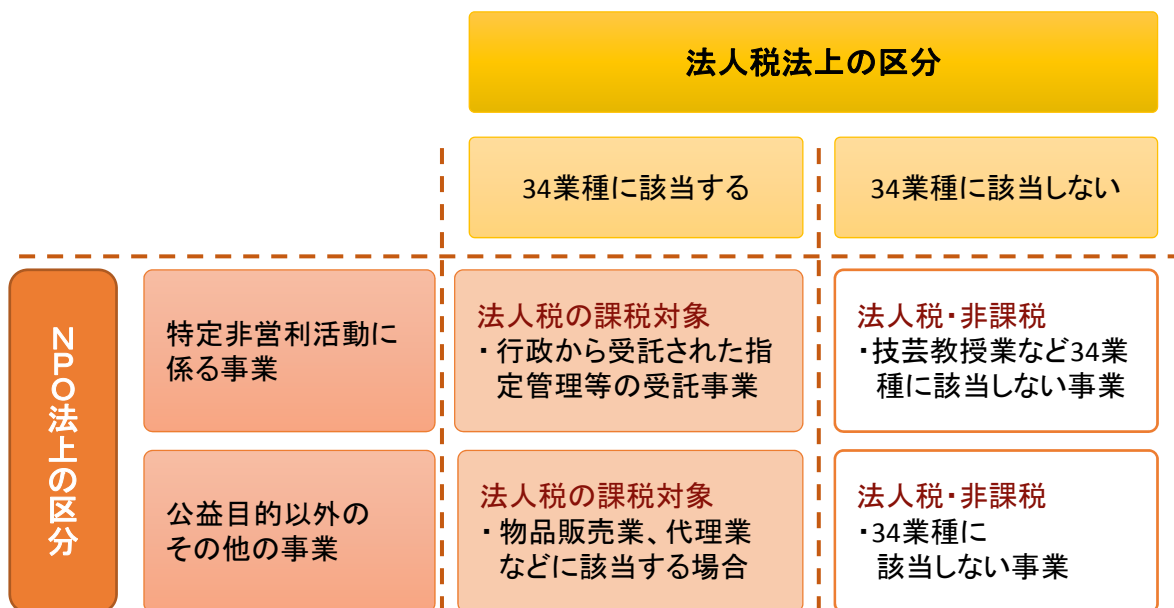 法人税法上の区分
34業種に該当する
34業種に該当しない
NPO法上の区分
特定非営利活動に
係る事業
法人税の課税対象
・行政から受託された指
定管理等の受託事業
法人税・非課税
・技芸教授業など34業
種に該当しない事業
公益目的以外の
その他の事業
法人税の課税対象
・物品販売業、代理業
などに該当する場合
法人税・非課税
・34業種に
該当しない事業